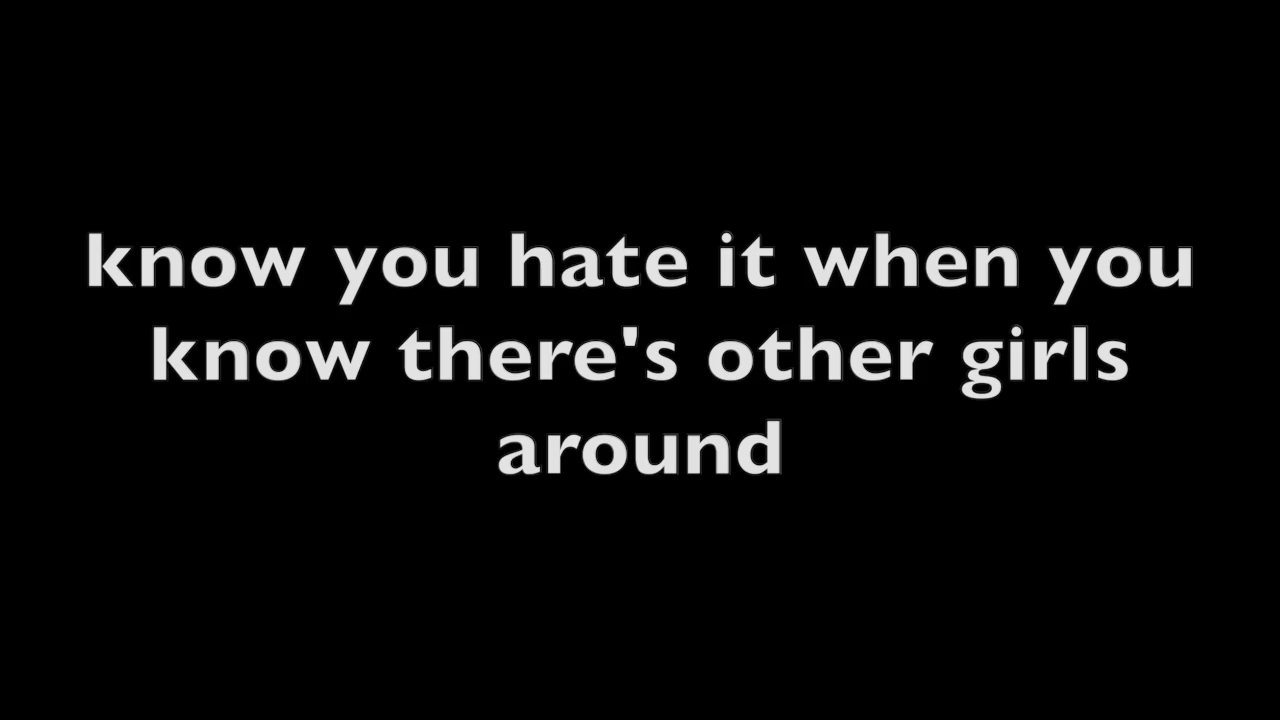 know you hate it when you
know there's other girls
around